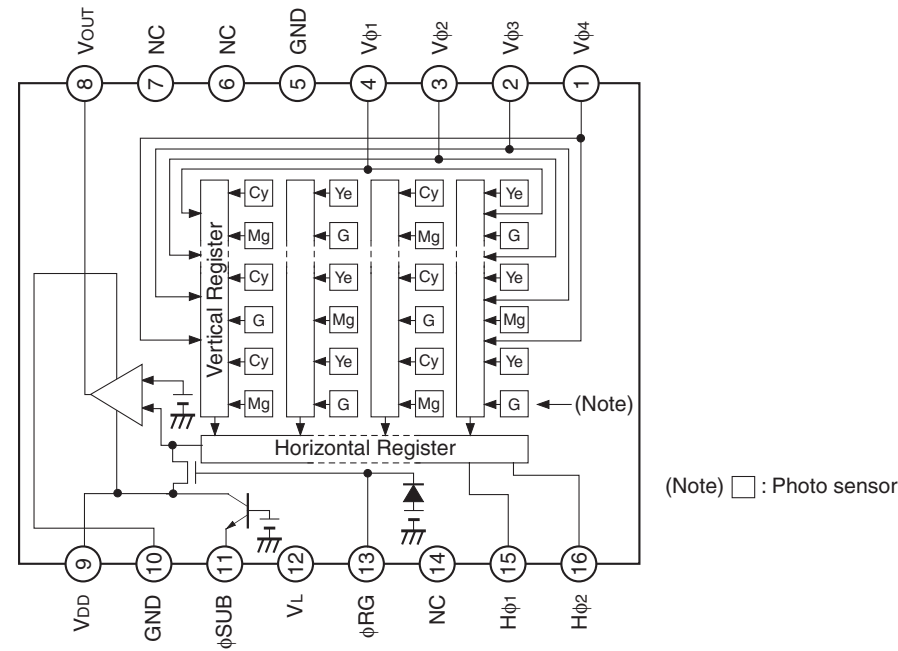 VOUT
NC
NC
GND
Vϕ1
Vϕ2
Vϕ3
Vϕ4
8
7
6
5
4
3
2
1
Cy
Ye
Cy
Ye
Mg
G
Mg
G
Cy
Ye
Cy
Ye
G
Mg
G
Mg
Cy
Ye
Cy
Ye
Mg
G
Mg
G
(Note)
Vertical Register
Horizontal Register
(Note) : Photo sensor
9
10
11
12
13
14
15
16
VDD
GND
ϕSUB
VL
ϕRG
NC
Hϕ1
Hϕ2